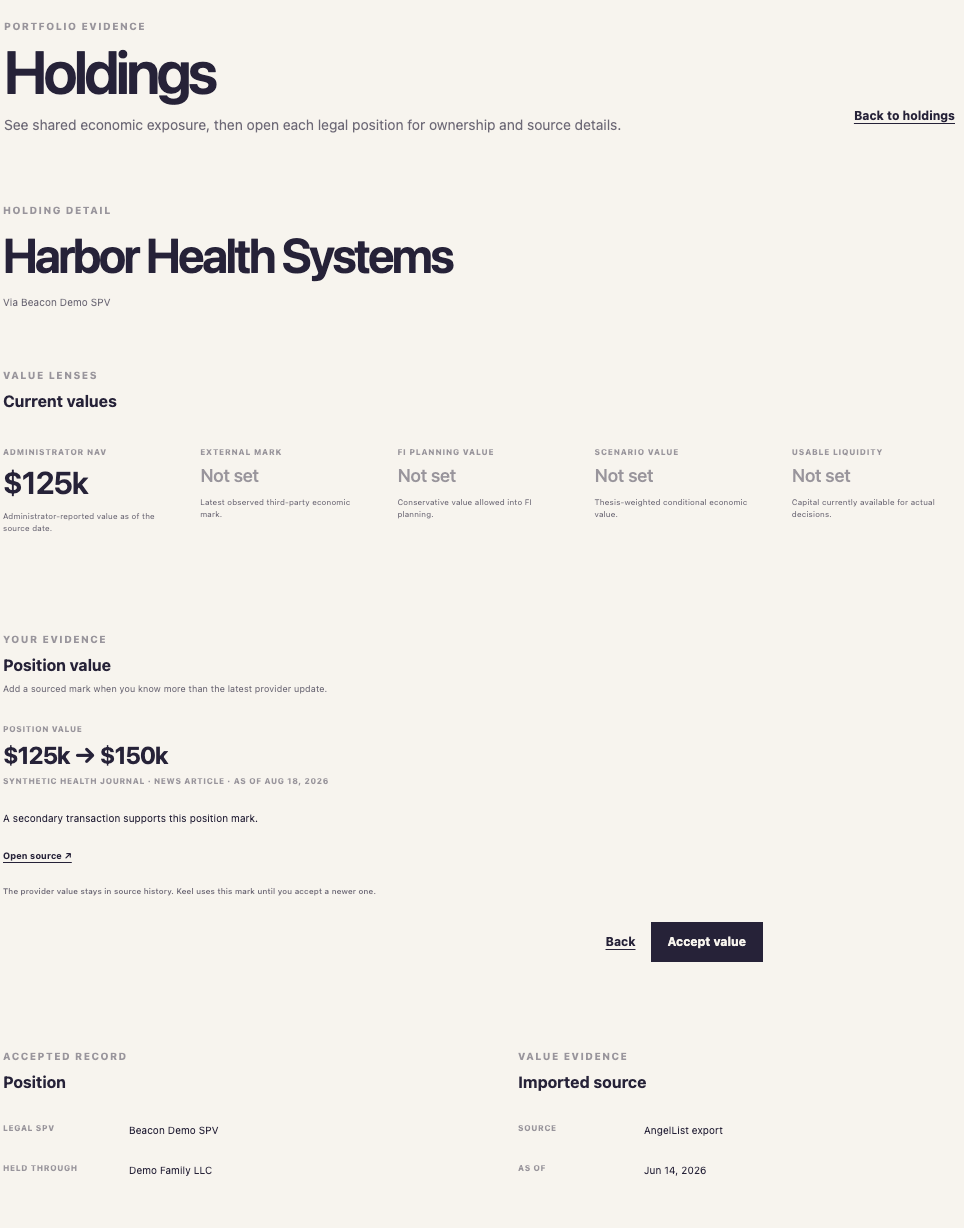 PORTFOLIO EVIDENCE
Holdings
See shared economic exposure, then open each legal position for ownership and source details.
Back to holdings
HOLDING DETAIL
Harbor Health Systems
Via Beacon Demo SPV
VALUE LENSES
Current values
ADMINISTRATOR NAV
$125k
Administrator-reported value as of the
source date.
EXTERNAL MARK
Not set
Latest observed third-party economic
mark.
FI PLANNING VALUE
Not set
Conservative value allowed into FI
planning.
SCENARIO VALUE
Not set
Thesis-weighted conditional economic
value.
USABLE LIQUIDITY
Not set
Capital currently available for actual
decisions.
YOUR EVIDENCE
Position value
Add a sourced mark when you know more than the latest provider update.
POSITION VALUE
$125k → $150k
SYNTHETIC HEALTH JOURNAL · NEWS ARTICLE · AS OF AUG 18, 2026
A secondary transaction supports this position mark.
Open source ↗
The provider value stays in source history. Keel uses this mark until you accept a newer one.
Back
Accept value
ACCEPTED RECORD
Position
LEGAL SPV
Beacon Demo SPV
HELD THROUGH
Demo Family LLC
VALUE EVIDENCE
Imported source
SOURCE
AngelList export
AS OF
Jun 14, 2026